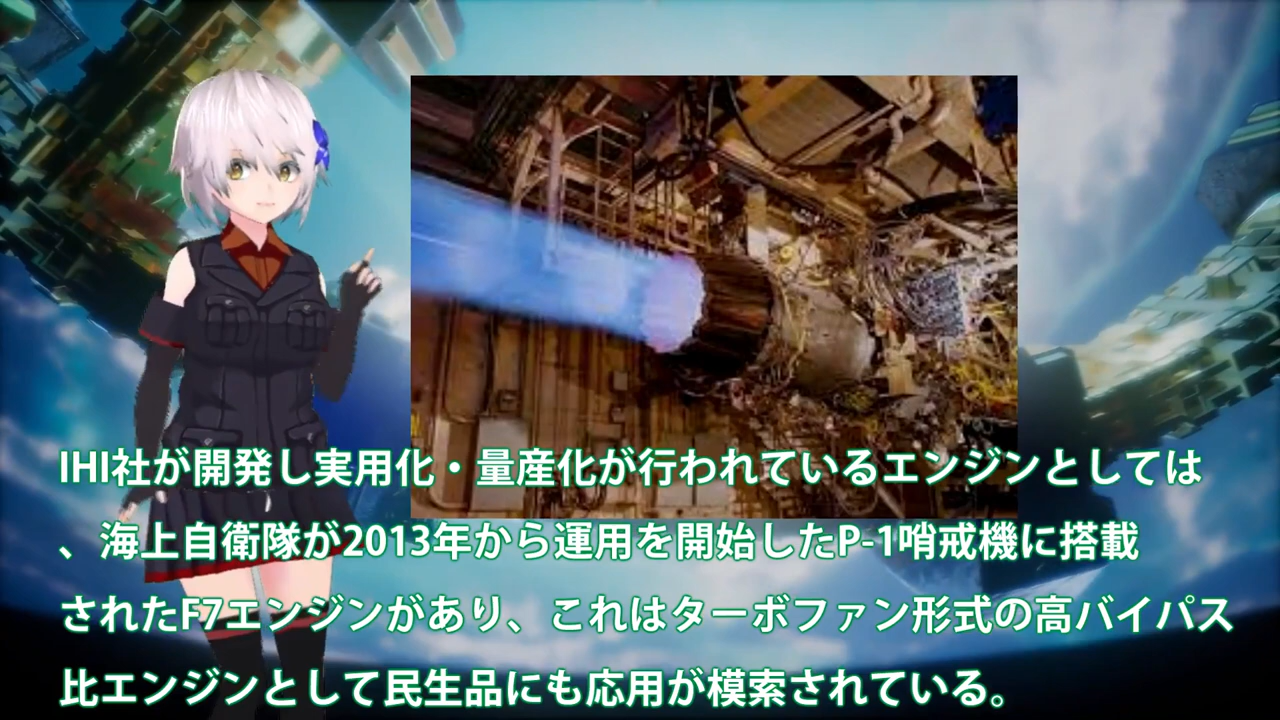 IHI社が開発し実用化・量産化が行われているエンジンとしては
、海上自衛隊が2013年から運用を開始したP-1哨戒機に搭載
されたF7エンジンがあり、これはターボファン形式の高バイパス
比エンジンとして民生品にも応用が模索されている。